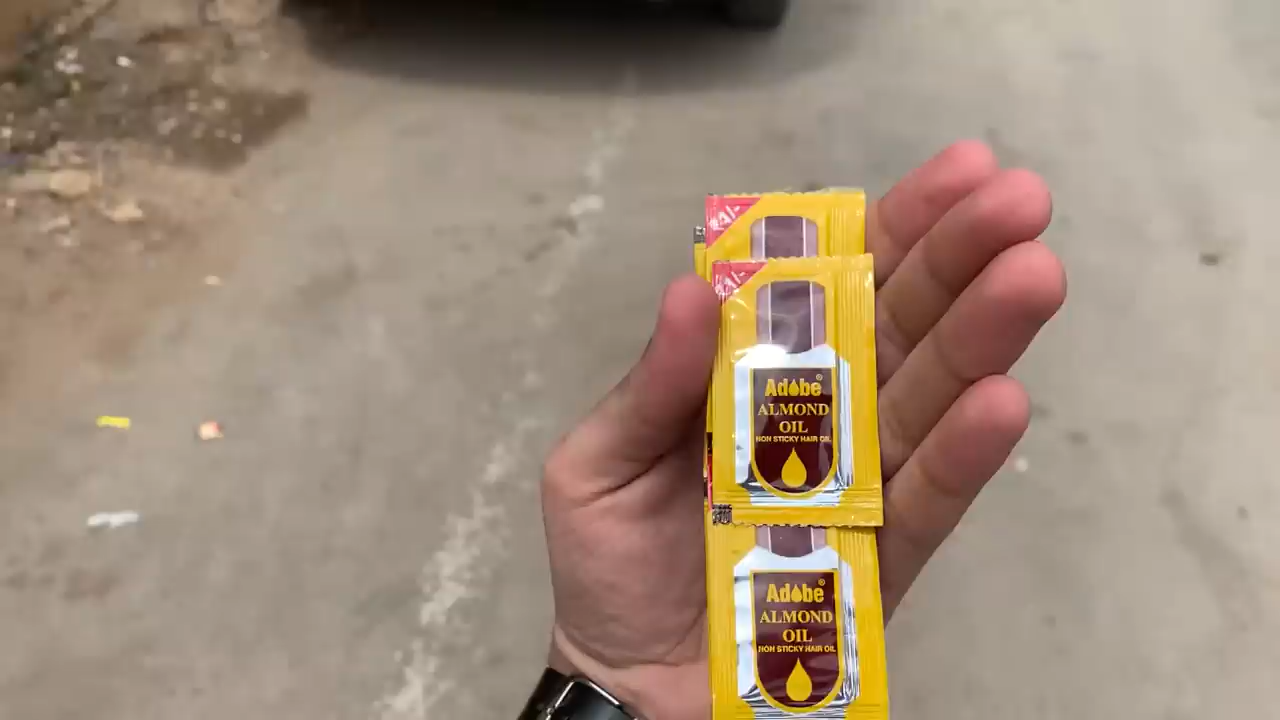 Adobe®
ALMOND
OIL
NON STICKY HAIR OIL
Adobe®
ALMOND
OIL
NON STICKY HAIR OIL